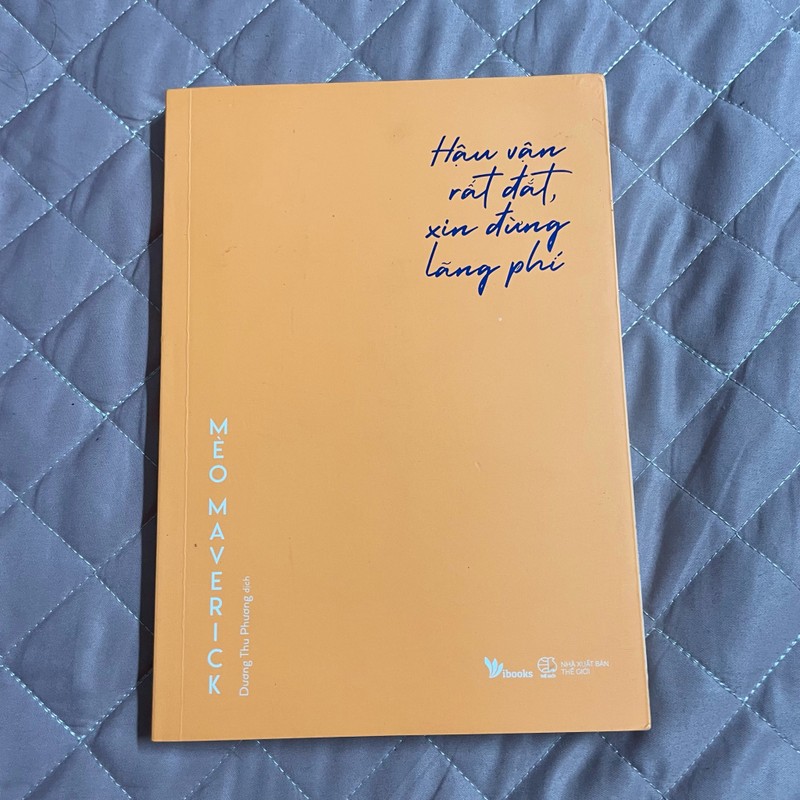 Hậu vận
rất đắt,
xin đừng
lãng phí
MÈO MAVERICK
Dương Thu Phương dịch
ibooks
NHÀ XUẤT BẢN
THẾ GIỚI